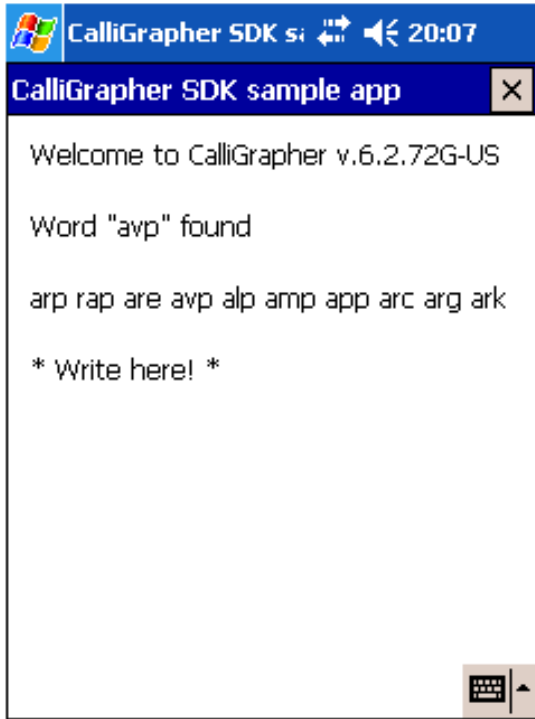 CalliGrapher SDK sa 20:07
CalliGrapher SDK sample app
Welcome to CalliGrapher v.6.2.72G-US
Word "avp" found
arp rap are avp alp amp app arc arg ark
* Write here! *